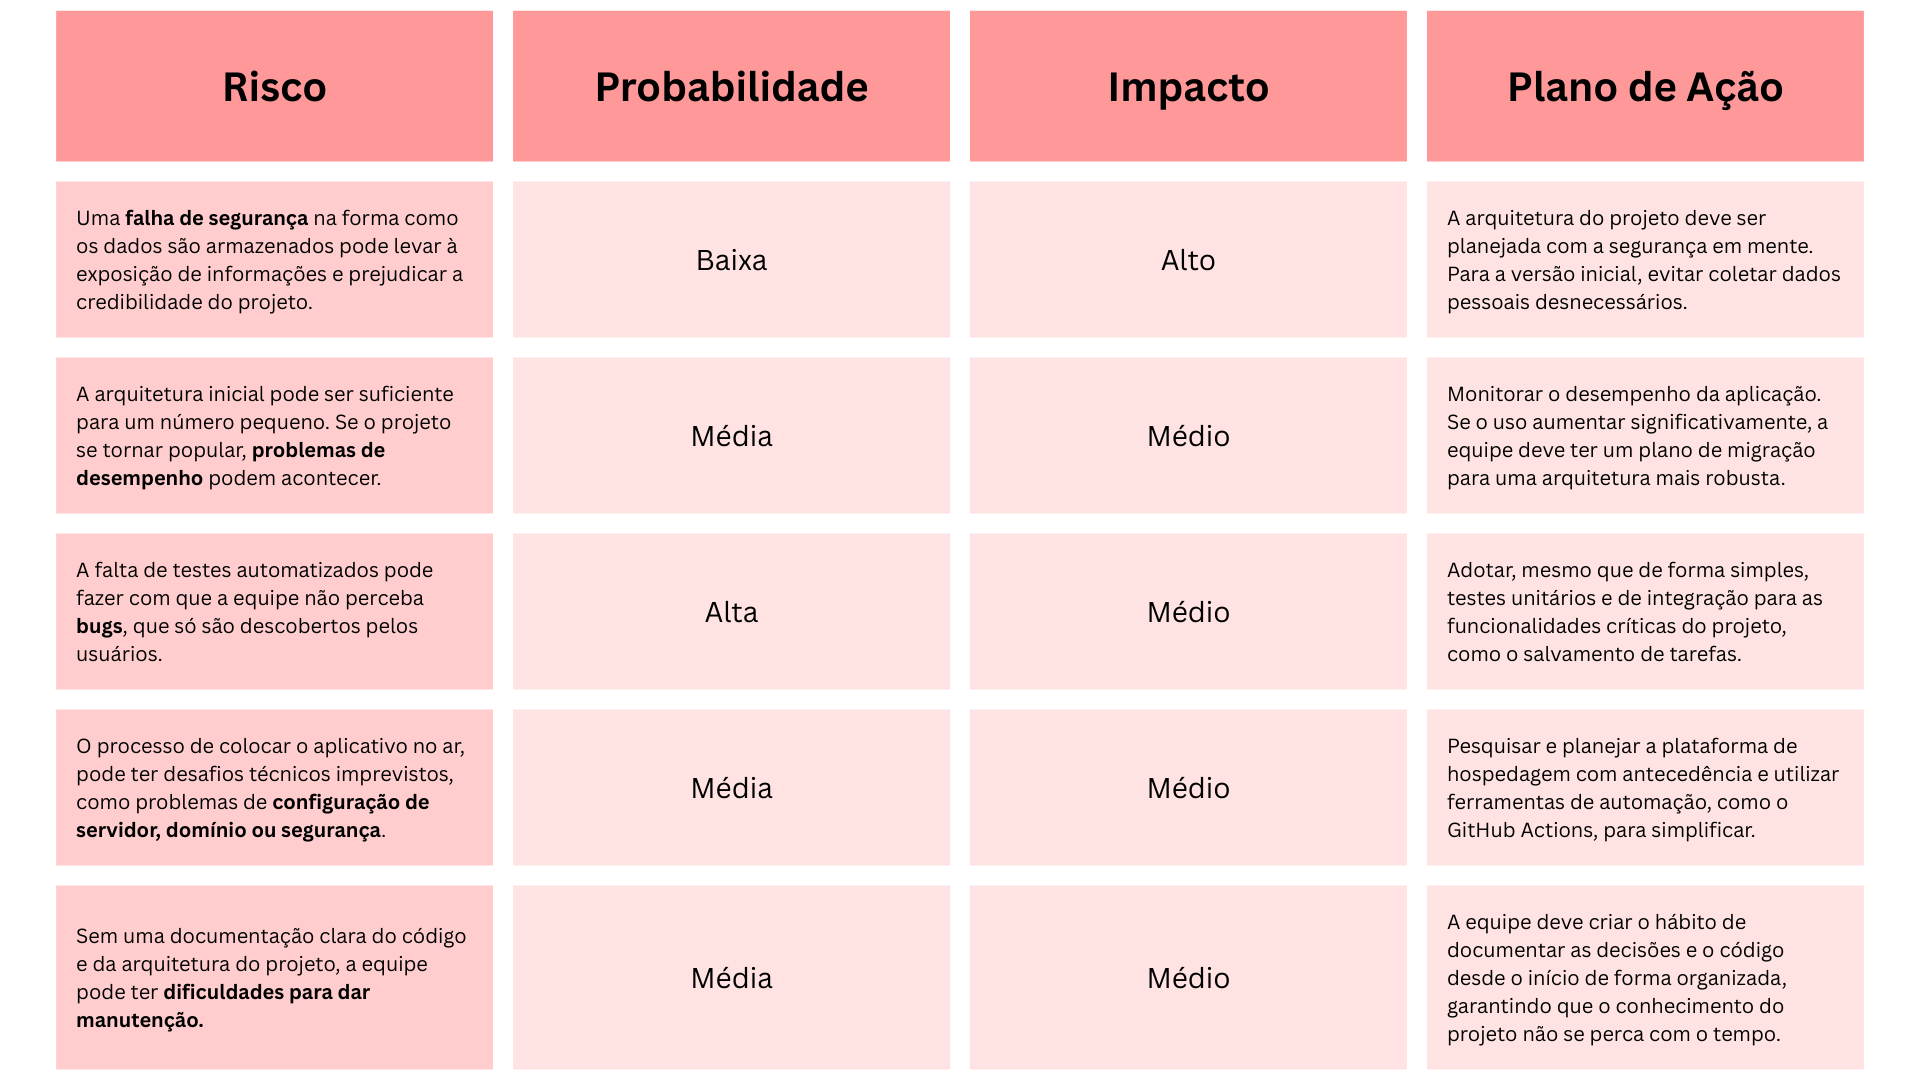 Risco
Probabilidade
Impacto
Plano de Ação
Uma falha de segurança na forma como
os dados são armazenados pode levar à
exposição de informações e prejudicar a
credibilidade do projeto.
Baixa
Alto
A arquitetura do projeto deve ser
planejada com a segurança em mente.
Para a versão inicial, evitar coletar dados
pessoais desnecessários.
A arquitetura inicial pode ser suficiente
para um número pequeno. Se o projeto
se tornar popular, problemas de
desempenho podem acontecer.
Média
Médio
Monitorar o desempenho da aplicação.
Se o uso aumentar significativamente, a
equipe deve ter um plano de migração
para uma arquitetura mais robusta.
A falta de testes automatizados pode
fazer com que a equipe não perceba
bugs, que só são descobertos pelos
usuários.
Alta
Médio
Adotar, mesmo que de forma simples,
testes unitários e de integração para as
funcionalidades críticas do projeto,
como o salvamento de tarefas.
O processo de colocar o aplicativo no ar,
pode ter desafios técnicos imprevistos,
como problemas de configuração de
servidor, domínio ou segurança.
Média
Médio
Pesquisar e planejar a plataforma de
hospedagem com antecedência e utilizar
ferramentas de automação, como o
GitHub Actions, para simplificar.
Sem uma documentação clara do código
e da arquitetura do projeto, a equipe
pode ter dificuldades para dar
manutenção.
Média
Médio
A equipe deve criar o hábito de
documentar as decisões e o código
desde o início de forma organizada,
garantindo que o conhecimento do
projeto não se perca com o tempo.